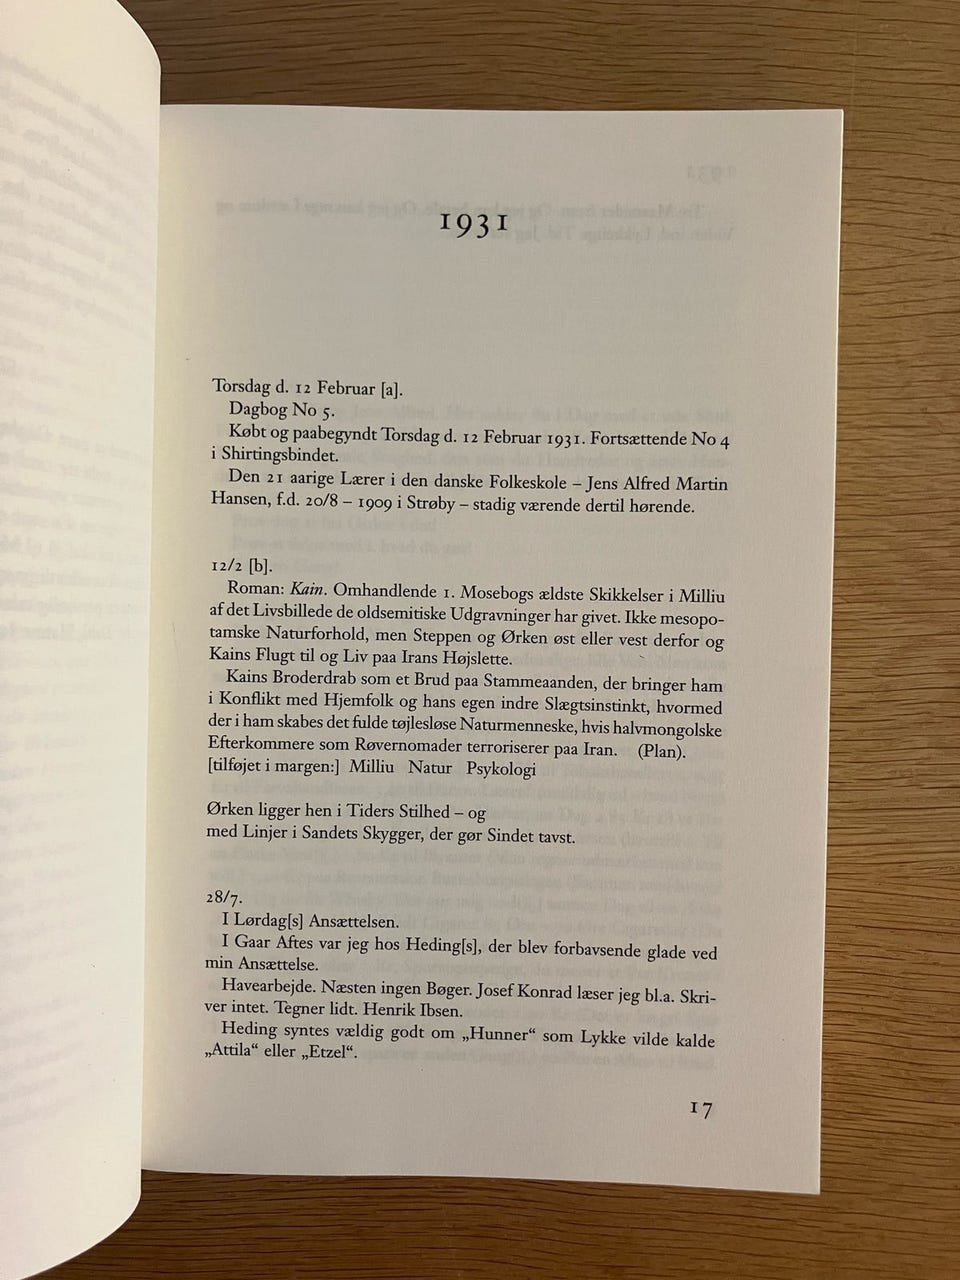 1931
Torsdag d. 12 Februar [a].
Dagbog No 5.
Købt og paabegyndt Torsdag d. 12 Februar 1931. Fortsættende No 4
i Shirtingsbindet.
Den 21 aarige Lærer i den danske Folkeskole – Jens Alfred Martin
Hansen, f.d. 20/8 – 1909 i Strøby – stadig værende dertil hørende.
12/2 [b].
Roman: Kain. Omhandlende 1. Mosebogs ældste Skikkelser i Milliu
af det Livsbillede de oldsemitiske Udgravninger har givet. Ikke mesopo-
tamske Naturforhold, men Steppen og Ørken øst eller vest derfor og
Kains Flugt til og Liv paa Irans Højslette.
Kains Broderdrab som et Brud paa Stammeaanden, der bringer ham
i Konflikt med Hjemfolk og hans egen indre Slægtsinstinkt, hvormed
der i ham skabes det fulde tøjlesløse Naturmenneske, hvis halvmongolske
Efterkommere som Røvernomader terroriserer paa Iran. (Plan).
[tilføjet i margen:] Milliu Natur Psykologi
Ørken ligger hen i Tiders Stilhed – og
med Linjer i Sandets Skygger, der gør Sindet tavst.
28/7.
I Lørdag[s] Ansættelsen.
I Gaar Aftes var jeg hos Heding[s], der blev forbavsende glade ved
min Ansættelse.
Havearbejde. Næsten ingen Bøger. Josef Konrad læser jeg bl.a. Skri-
ver intet. Tegner lidt. Henrik Ibsen.
Heding syntes vældig godt om „Hunner“ som Lykke vilde kalde
„Attila“ eller „Etzel“.
17